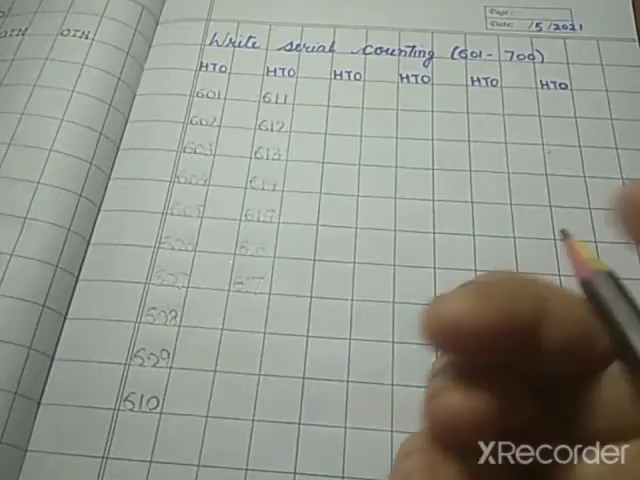 Page:
Date: /5/2021
Write serial counting (601-700)
HTO HTO HTO HTO HTO HTO
601 611
602 612
603 613
604 614
605 615
606 616
607 617
608
609
610
XRecorder